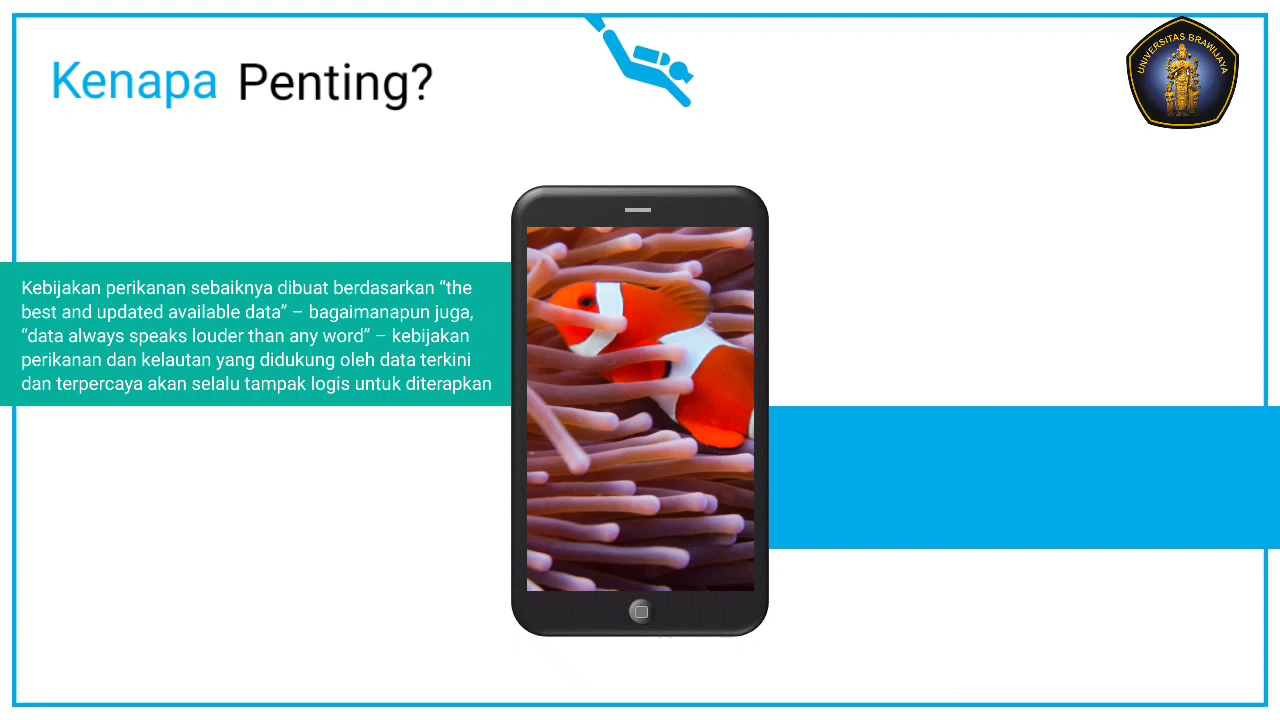 Kenapa Penting?
UNIVERSITAS BRAWIJAYA
Kebijakan perikanan sebaiknya dibuat berdasarkan “the
best and updated available data” – bagaimanapun juga,
“data always speaks louder than any word” – kebijakan
perikanan dan kelautan yang didukung oleh data terkini
dan terpercaya akan selalu tampak logis untuk diterapkan